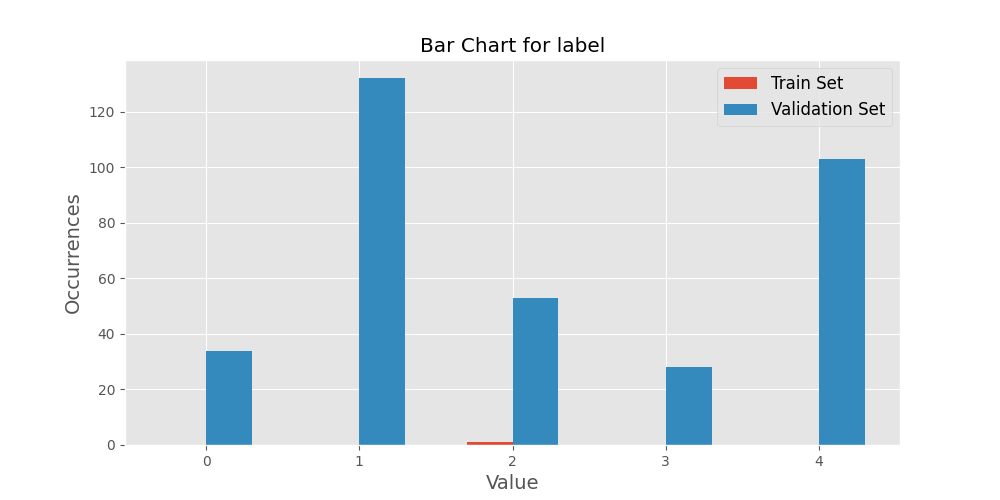 Bar Chart for label
Train Set
Validation Set
Occurrences
120
100
80
60
40
20
0
0 1 2 3 4
Value